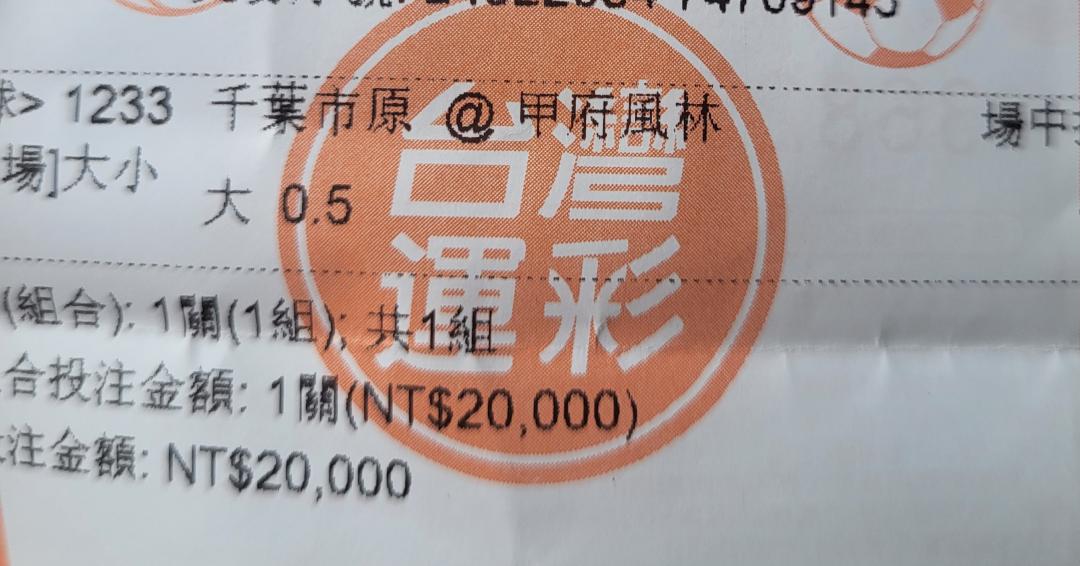 球> 1233 千葉市原 @ 甲府風林 場中
場]大小
大 0.5
(組合): 1關(1組); 共1組
合投注金額: 1關(NT$20,000)
注金額: NT$20,000
台灣
運彩